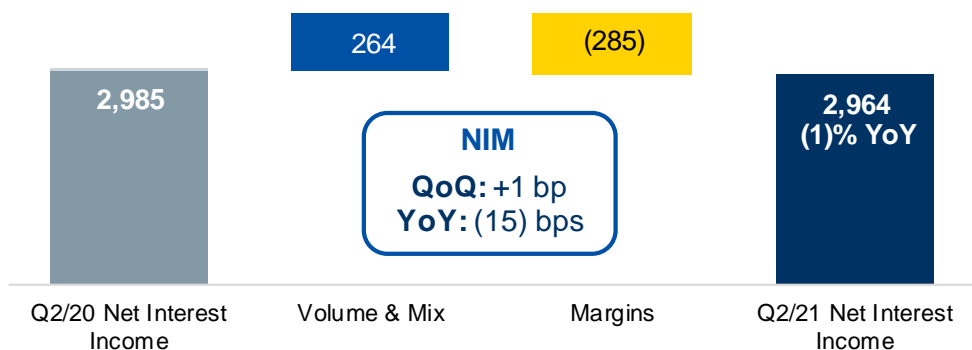 264
(285)
2,985
2,964
(1)% YoY
NIM
QoQ: +1 bp
YoY: (15) bps
Q2/20 Net Interest
Income
Volume & Mix
Margins
Q2/21 Net Interest
Income